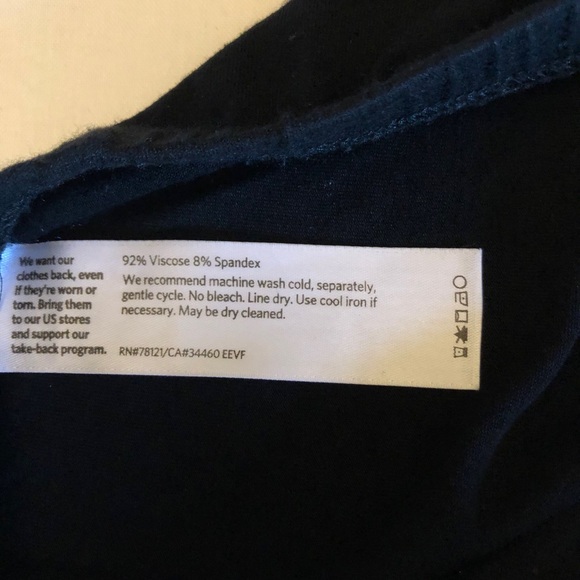 We want our
clothes back, even
if they're worn or
torn. Bring them
to our US stores
and support our
take-back program.
92% Viscose 8% Spandex
We recommend machine wash cold, separately,
gentle cycle. No bleach. Line dry. Use cool iron if
necessary. May be dry cleaned.
RN#78121/CA#34460 EEVF